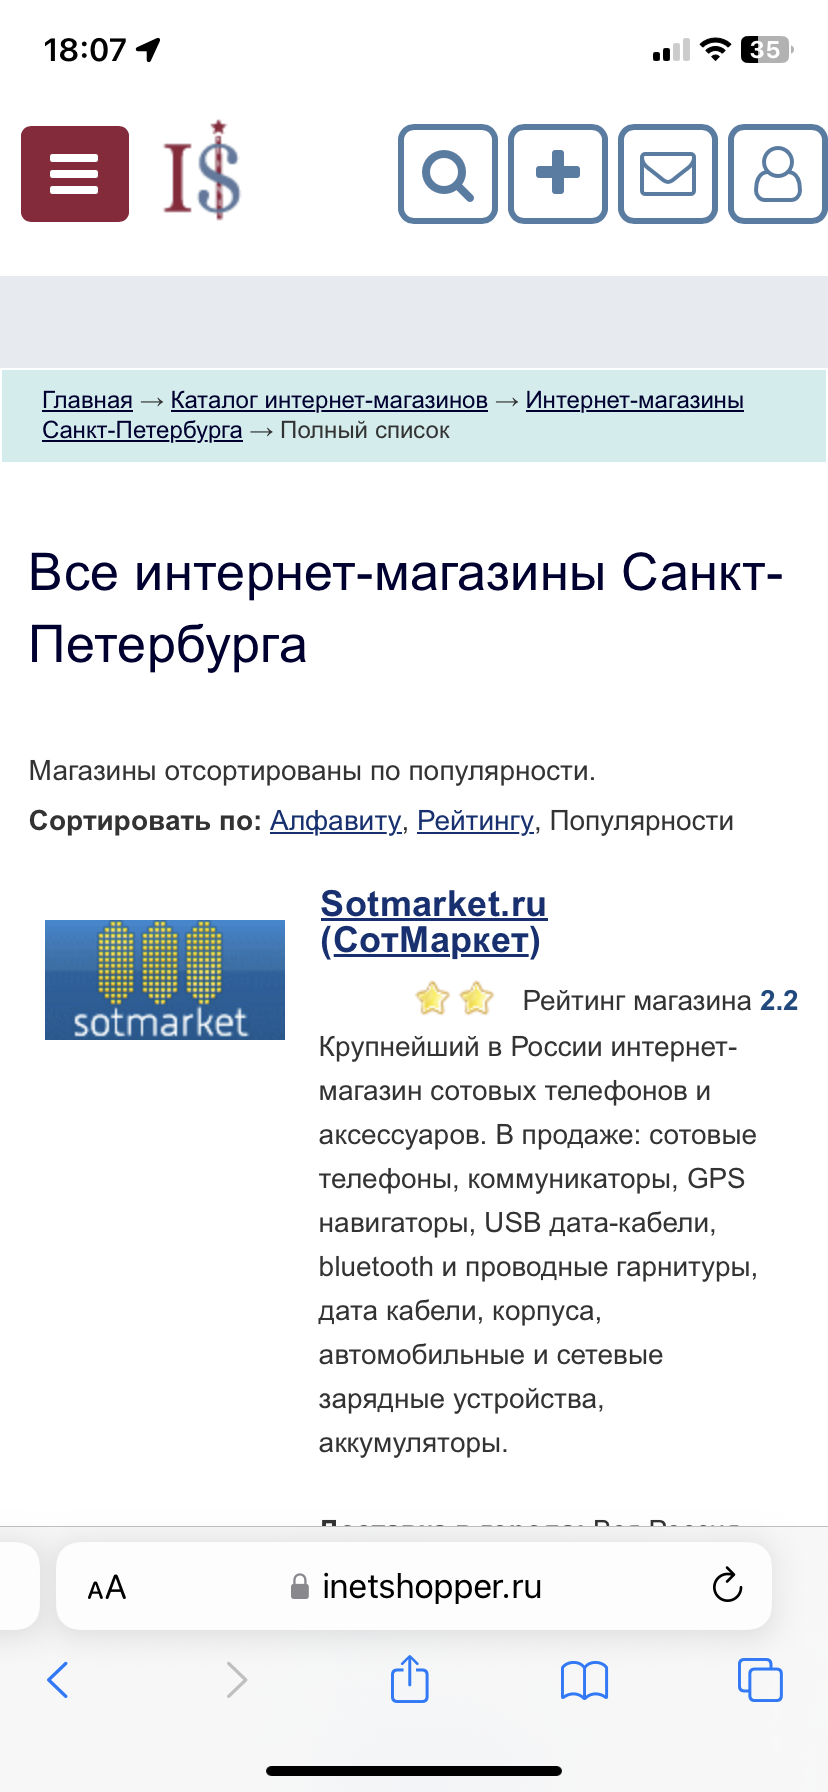 18:07
35
I$
Главная → Каталог интернет-магазинов → Интернет-магазины
Санкт-Петербурга → Полный список
Все интернет-магазины Санкт-
Петербурга
Магазины отсортированы по популярности.
Сортировать по: Алфавиту, Рейтингу, Популярности
Sotmarket.ru
(СотМаркет)
sotmarket
Рейтинг магазина 2.2
Крупнейший в России интернет-
магазин сотовых телефонов и
аксессуаров. В продаже: сотовые
телефоны, коммуникаторы, GPS
навигаторы, USB дата-кабели,
bluetooth и проводные гарнитуры,
дата кабели, корпуса,
автомобильные и сетевые
зарядные устройства,
аккумуляторы.
AA
inetshopper.ru